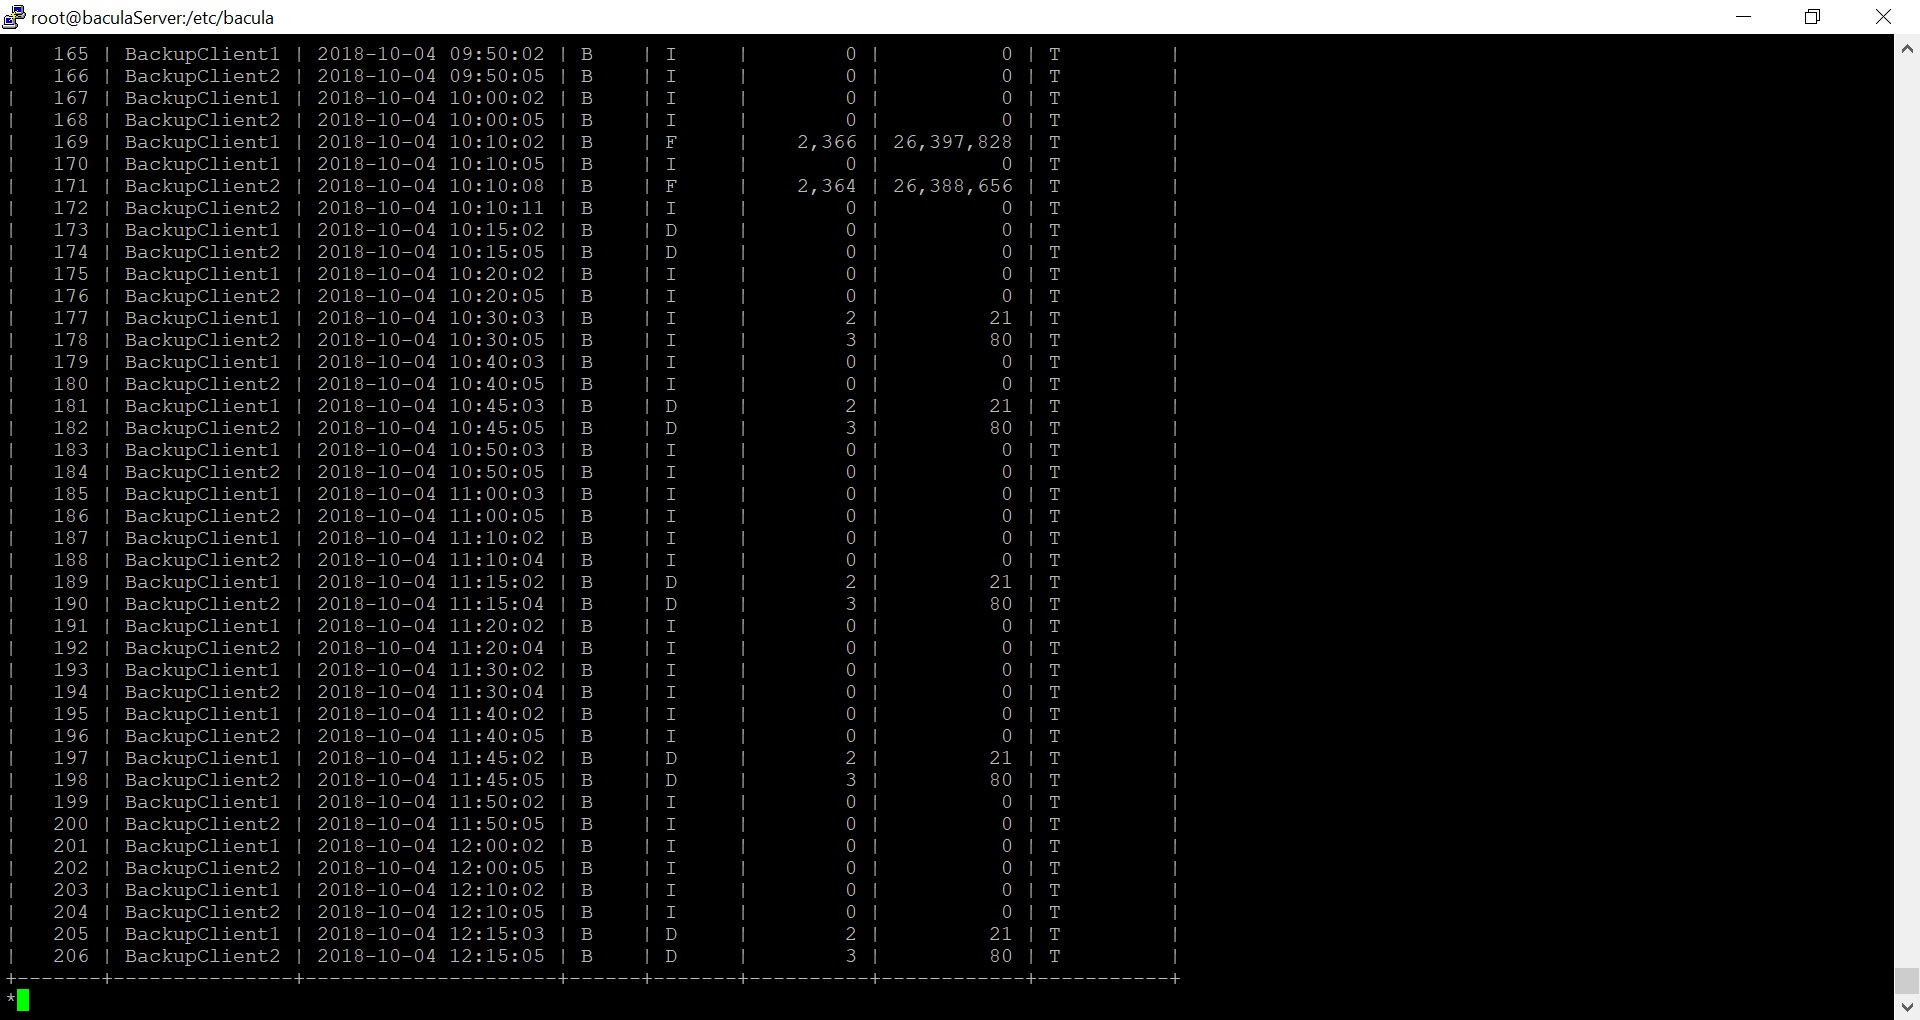 root@baculaServer:/etc/bacula
|   165 | BackupClient1 | 2018-10-04 09:50:02 | B    | I     |        0 |          0 | T         |
|   166 | BackupClient2 | 2018-10-04 09:50:05 | B    | I     |        0 |          0 | T         |
|   167 | BackupClient1 | 2018-10-04 10:00:02 | B    | I     |        0 |          0 | T         |
|   168 | BackupClient2 | 2018-10-04 10:00:05 | B    | I     |        0 |          0 | T         |
|   169 | BackupClient1 | 2018-10-04 10:10:02 | B    | F     |    2,366 | 26,397,828 | T         |
|   170 | BackupClient1 | 2018-10-04 10:10:05 | B    | I     |        0 |          0 | T         |
|   171 | BackupClient2 | 2018-10-04 10:10:08 | B    | F     |    2,364 | 26,388,656 | T         |
|   172 | BackupClient2 | 2018-10-04 10:10:11 | B    | I     |        0 |          0 | T         |
|   173 | BackupClient1 | 2018-10-04 10:15:02 | B    | D     |        0 |          0 | T         |
|   174 | BackupClient2 | 2018-10-04 10:15:05 | B    | D     |        0 |          0 | T         |
|   175 | BackupClient1 | 2018-10-04 10:20:02 | B    | I     |        0 |          0 | T         |
|   176 | BackupClient2 | 2018-10-04 10:20:05 | B    | I     |        0 |          0 | T         |
|   177 | BackupClient1 | 2018-10-04 10:30:03 | B    | I     |        2 |         21 | T         |
|   178 | BackupClient2 | 2018-10-04 10:30:05 | B    | I     |        3 |         80 | T         |
|   179 | BackupClient1 | 2018-10-04 10:40:03 | B    | I     |        0 |          0 | T         |
|   180 | BackupClient2 | 2018-10-04 10:40:05 | B    | I     |        0 |          0 | T         |
|   181 | BackupClient1 | 2018-10-04 10:45:03 | B    | D     |        2 |         21 | T         |
|   182 | BackupClient2 | 2018-10-04 10:45:05 | B    | D     |        3 |         80 | T         |
|   183 | BackupClient1 | 2018-10-04 10:50:03 | B    | I     |        0 |          0 | T         |
|   184 | BackupClient2 | 2018-10-04 10:50:05 | B    | I     |        0 |          0 | T         |
|   185 | BackupClient1 | 2018-10-04 11:00:03 | B    | I     |        0 |          0 | T         |
|   186 | BackupClient2 | 2018-10-04 11:00:05 | B    | I     |        0 |          0 | T         |
|   187 | BackupClient1 | 2018-10-04 11:10:02 | B    | I     |        0 |          0 | T         |
|   188 | BackupClient2 | 2018-10-04 11:10:04 | B    | I     |        0 |          0 | T         |
|   189 | BackupClient1 | 2018-10-04 11:15:02 | B    | D     |        2 |         21 | T         |
|   190 | BackupClient2 | 2018-10-04 11:15:04 | B    | D     |        3 |         80 | T         |
|   191 | BackupClient1 | 2018-10-04 11:20:02 | B    | I     |        0 |          0 | T         |
|   192 | BackupClient2 | 2018-10-04 11:20:04 | B    | I     |        0 |          0 | T         |
|   193 | BackupClient1 | 2018-10-04 11:30:02 | B    | I     |        0 |          0 | T         |
|   194 | BackupClient2 | 2018-10-04 11:30:04 | B    | I     |        0 |          0 | T         |
|   195 | BackupClient1 | 2018-10-04 11:40:02 | B    | I     |        0 |          0 | T         |
|   196 | BackupClient2 | 2018-10-04 11:40:05 | B    | I     |        0 |          0 | T         |
|   197 | BackupClient1 | 2018-10-04 11:45:02 | B    | D     |        2 |         21 | T         |
|   198 | BackupClient2 | 2018-10-04 11:45:05 | B    | D     |        3 |         80 | T         |
|   199 | BackupClient1 | 2018-10-04 11:50:02 | B    | I     |        0 |          0 | T         |
|   200 | BackupClient2 | 2018-10-04 11:50:05 | B    | I     |        0 |          0 | T         |
|   201 | BackupClient1 | 2018-10-04 12:00:02 | B    | I     |        0 |          0 | T         |
|   202 | BackupClient2 | 2018-10-04 12:00:05 | B    | I     |        0 |          0 | T         |
|   203 | BackupClient1 | 2018-10-04 12:10:02 | B    | I     |        0 |          0 | T         |
|   204 | BackupClient2 | 2018-10-04 12:10:05 | B    | I     |        0 |          0 | T         |
|   205 | BackupClient1 | 2018-10-04 12:15:03 | B    | D     |        2 |         21 | T         |
|   206 | BackupClient2 | 2018-10-04 12:15:05 | B    | D     |        3 |         80 | T         |
+-------+---------------+---------------------+------+-------+----------+------------+-----------+
*